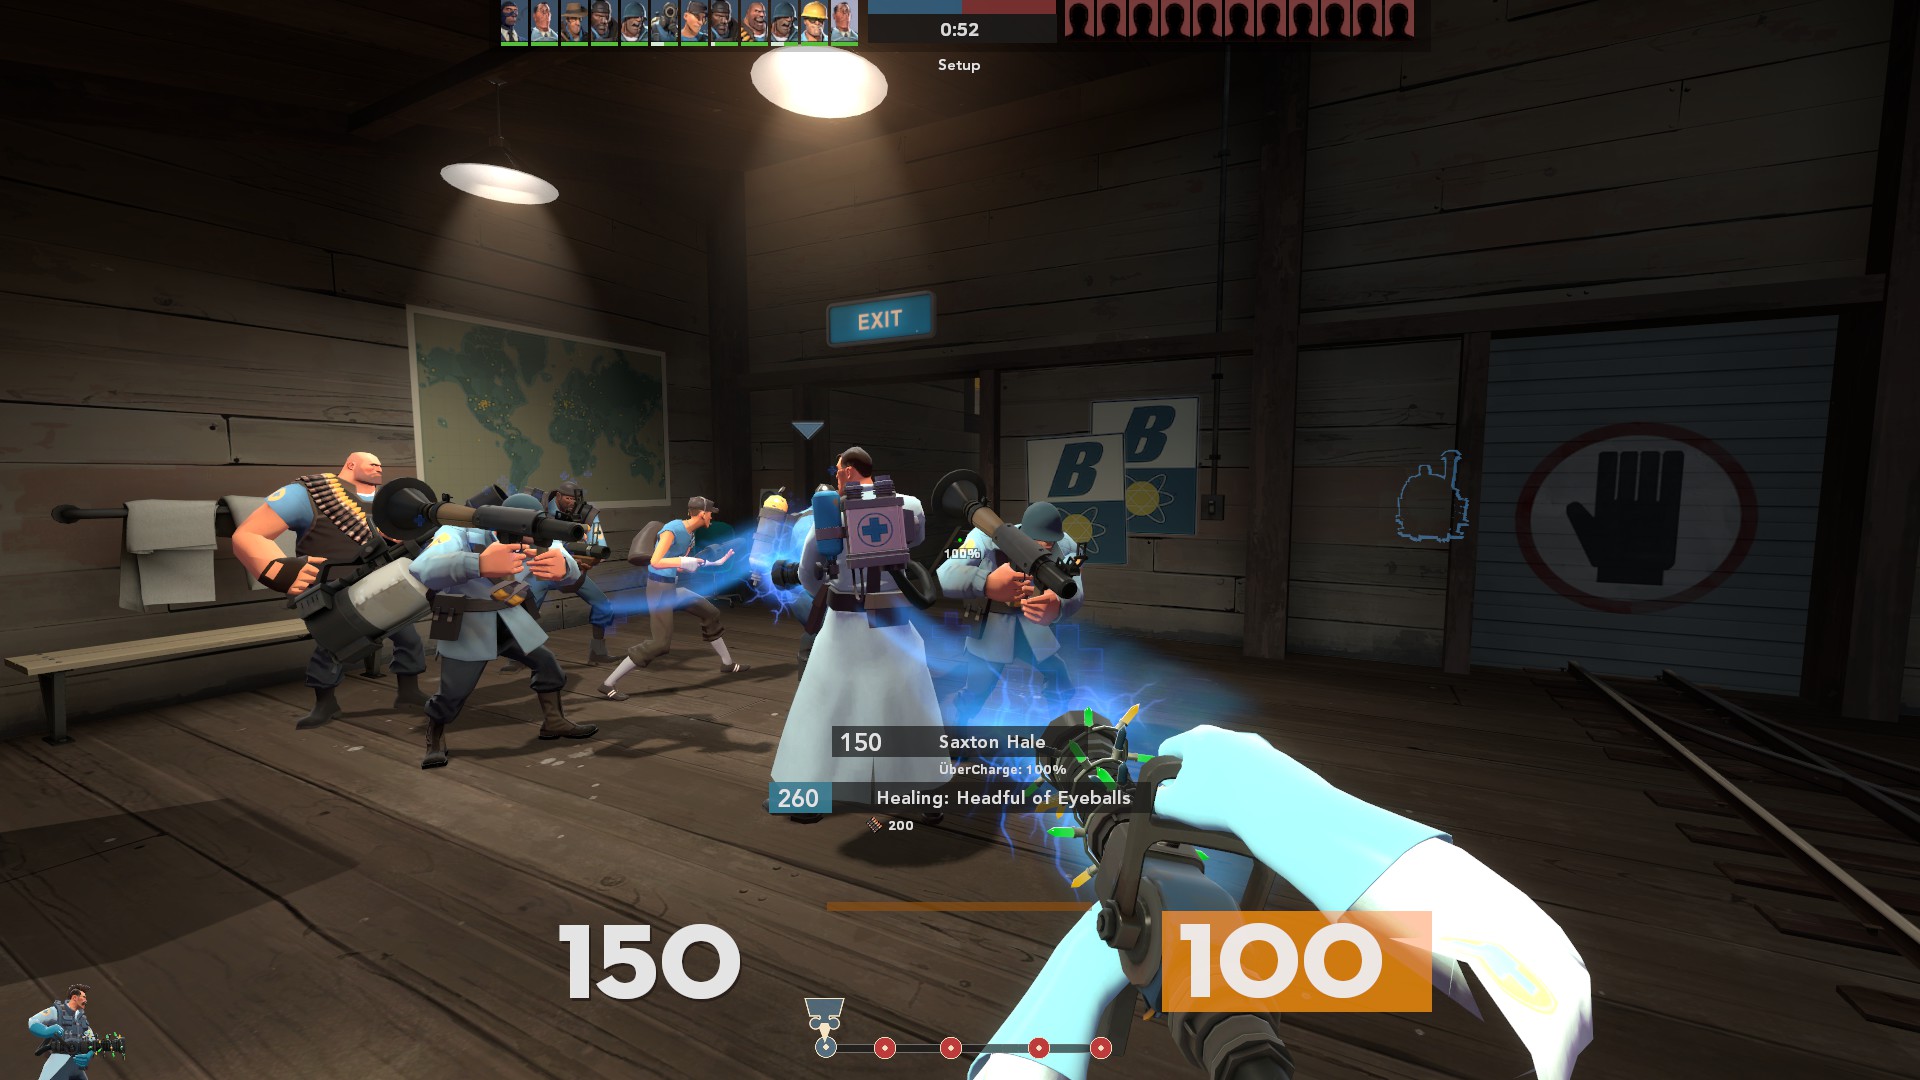 0:52
Setup
EXIT
B
B
100%
150 Saxton Hale
ÜberCharge: 100%
260 Healing: Headful of Eyeballs
200
150
100